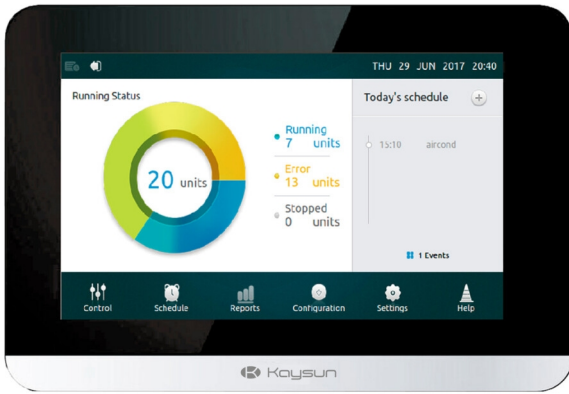 THU 29 JUN 2017 20:40
Running Status
20 units
Running
7 units
Error
13 units
Stopped
0 units
Today's schedule
15:10 aircond
1 Events
Control Schedule Reports Configuration Settings Help
Kaysun